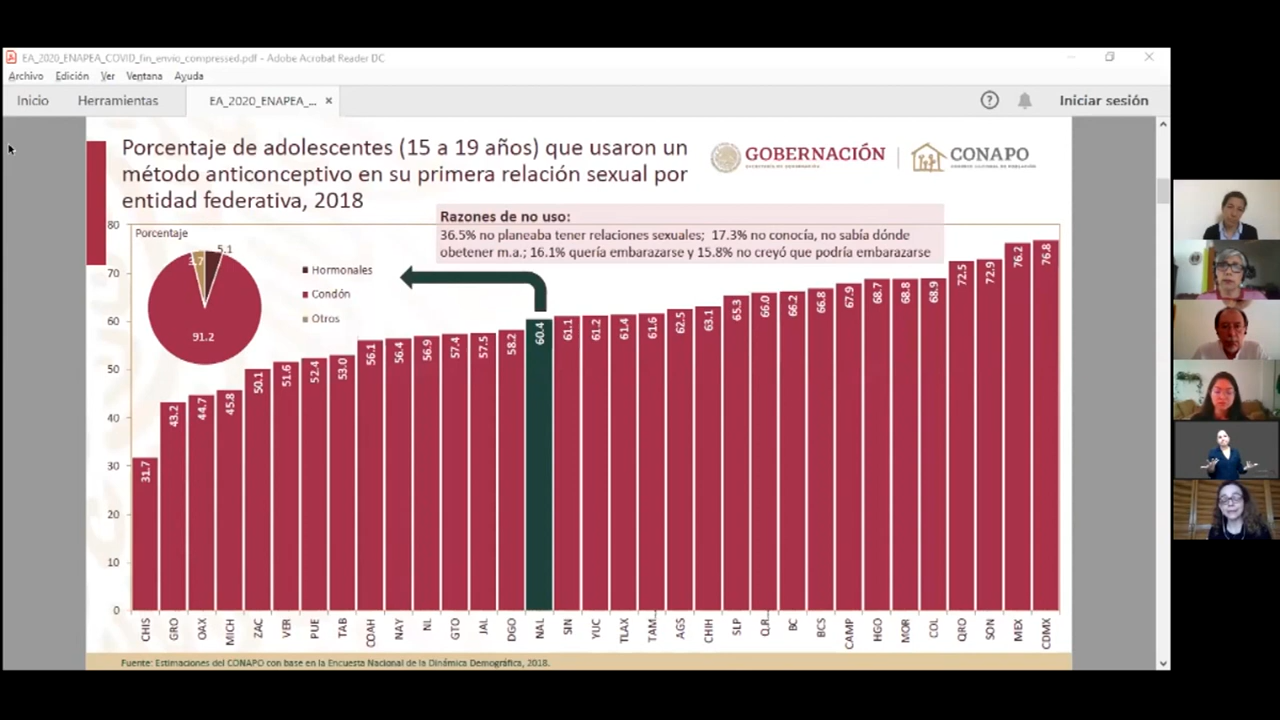 EA_2020_ENAPEA_COVID_fin_envio_compressed.pdf - Adobe Acrobat Reader DC
Archivo Edición Ver Ventana Ayuda
Inicio Herramientas EA_2020_ENAPEA_... × ? Iniciar sesión
Porcentaje de adolescentes (15 a 19 años) que usaron un
método anticonceptivo en su primera relación sexual por
entidad federativa, 2018
GOBERNACIÓN
CONAPO
Razones de no uso:
36.5% no planeaba tener relaciones sexuales; 17.3% no conocía, no sabía dónde
obetener m.a.; 16.1% quería embarazarse y 15.8% no creyó que podría embarazarse
Porcentaje
5.1
3.7
91.2
Hormonales
Condón
Otros
80
70
60
50
40
30
20
10
0
31.7 43.2 44.7 45.8 50.1 51.6 52.4 53.0 56.1 56.4 56.9 57.4 57.5 58.2 60.4 61.1 61.2 61.4 61.6 62.5 63.1 65.3 66.0 66.2 66.8 67.9 68.7 68.8 68.9 72.5 72.9 76.2 76.8
CHIS GRO OAX MICH ZAC VER PUE TAB COAH NAY NL GTO JAL DGO NAL SIN YUC TLAX TAM... AGS CHIH SLP Q.R... BC BCS CAMP HGO MOR COL QRO SON MEX CDMX
Fuente: Estimaciones del CONAPO con base en la Encuesta Nacional de la Dinámica Demográfica, 2018.